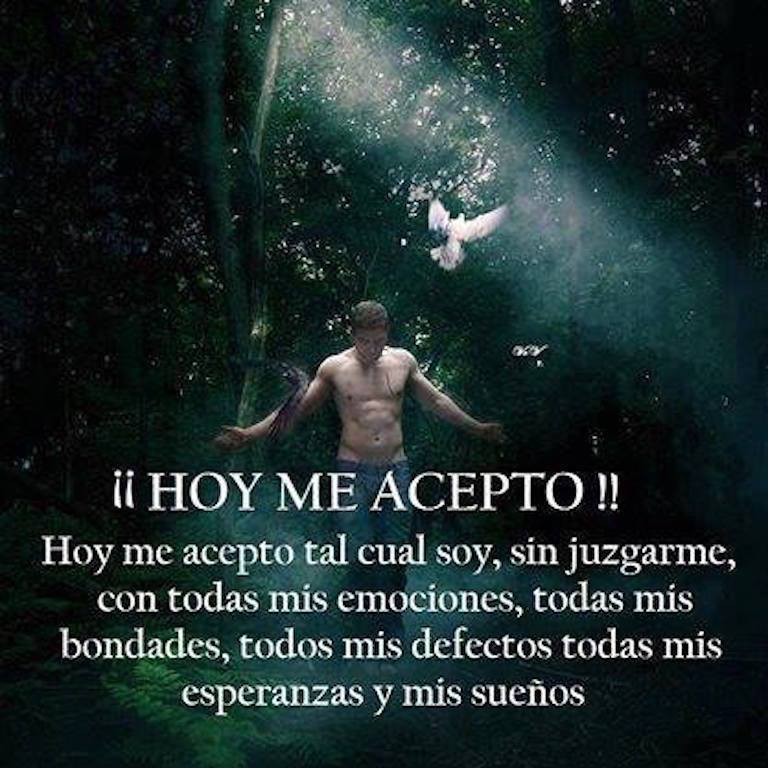 ¡¡ HOY ME ACEPTO !!
Hoy me acepto tal cual soy, sin juzgarme,
con todas mis emociones, todas mis
bondades, todos mis defectos todas mis
esperanzas y mis sueños